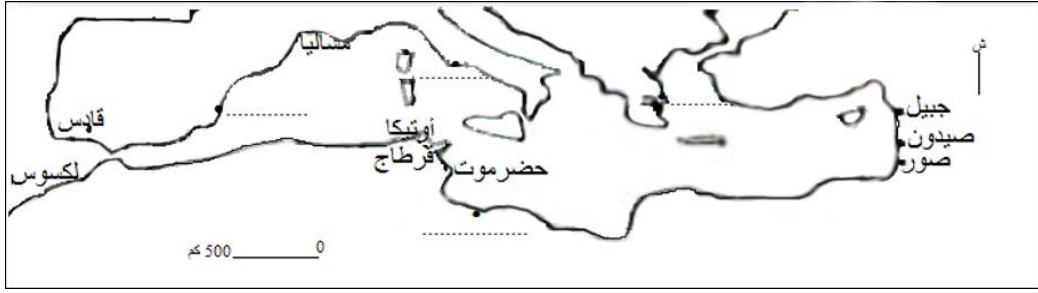 مساليا
ش
جبيل
قادس
أوتيكا
صيدون
قرطاج
صور
حضرموت
لكسوس
0 500 كم